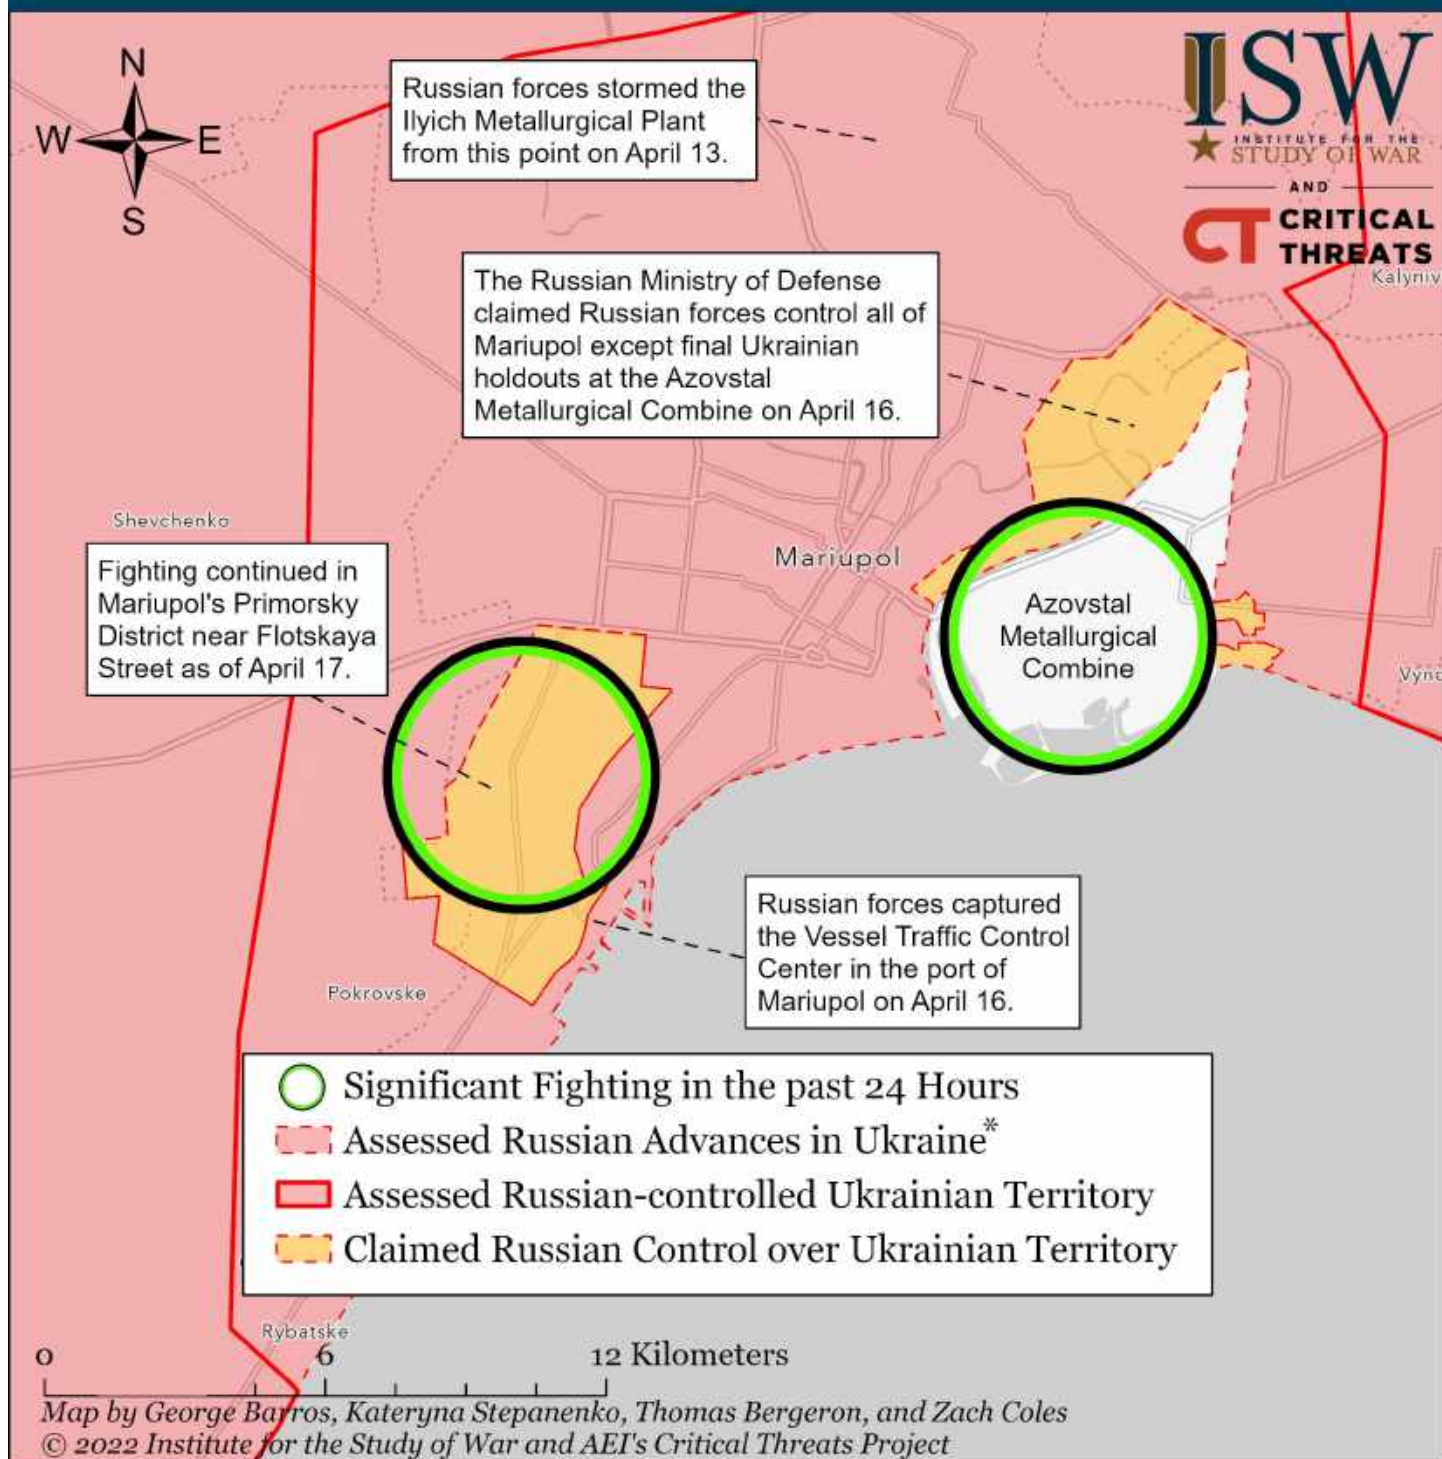 N
W E
S
Russian forces stormed the
Ilyich Metallurgical Plant
from this point on April 13.
ISW
INSTITUTE FOR THE
STUDY OF WAR
AND
CT CRITICAL
THREATS
Kalyniv
The Russian Ministry of Defense
claimed Russian forces control all of
Mariupol except final Ukrainian
holdouts at the Azovstal
Metallurgical Combine on April 16.
Shevchenko
Mariupol
Fighting continued in
Mariupol's Primorsky
District near Flotskaya
Street as of April 17.
Azovstal
Metallurgical
Combine
Vyno
Russian forces captured
the Vessel Traffic Control
Center in the port of
Mariupol on April 16.
Pokrovske
Significant Fighting in the past 24 Hours
Assessed Russian Advances in Ukraine*
Assessed Russian-controlled Ukrainian Territory
Claimed Russian Control over Ukrainian Territory
Rybatske
0 6 12 Kilometers
Map by George Barros, Kateryna Stepanenko, Thomas Bergeron, and Zach Coles
© 2022 Institute for the Study of War and AEI's Critical Threats Project